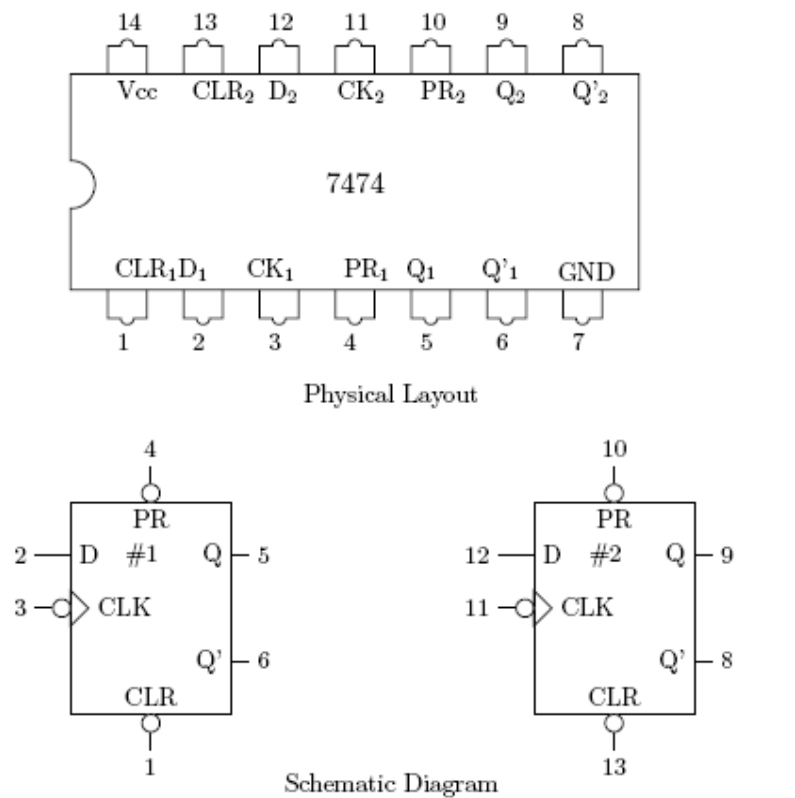 14 13 12 11 10 9 8
Vcc CLR₂ D₂ CK₂ PR₂ Q₂ Q'₂
7474
CLR₁ D₁ CK₁ PR₁ Q₁ Q'₁ GND
1 2 3 4 5 6 7
Physical Layout
4
PR
2 D #1 Q 5
3 CLK
Q' 6
CLR
1
10
PR
12 D #2 Q 9
11 CLK
Q' 8
CLR
13
Schematic Diagram